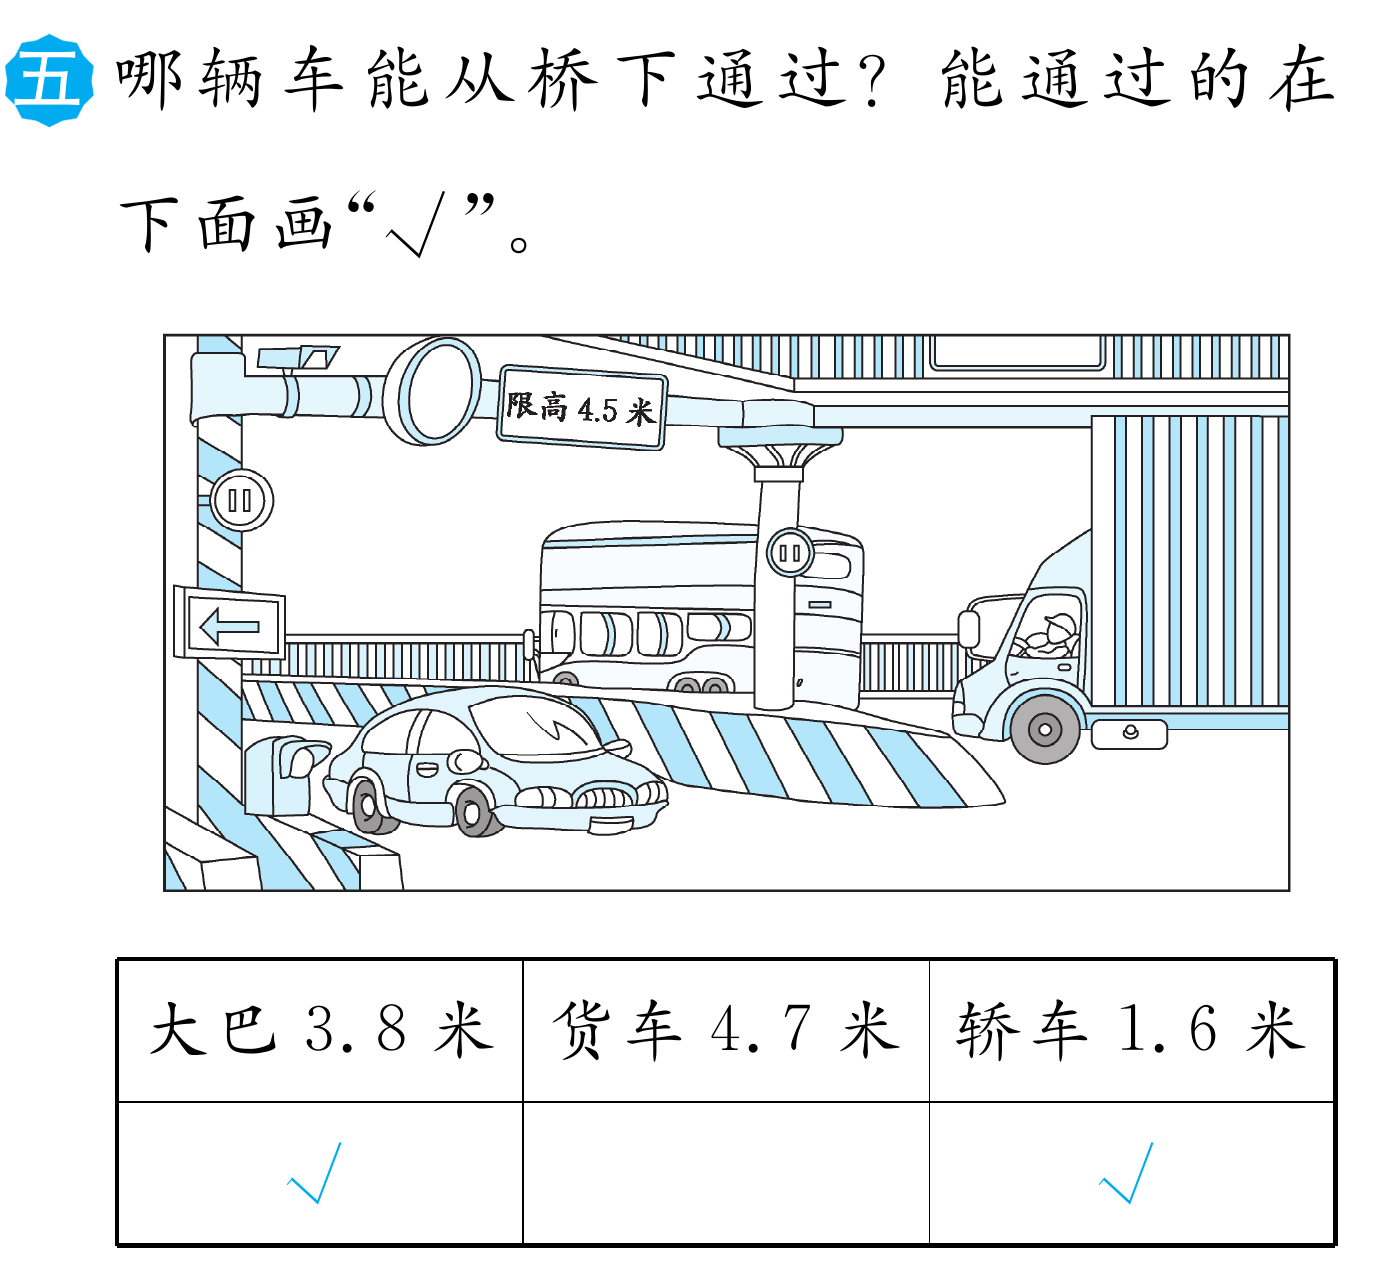 五 哪辆车能从桥下通过？能通过的在
下面画“√”。
限高 4.5 米
大巴 3.8 米 货车 4.7 米 轿车 1.6 米
√ √